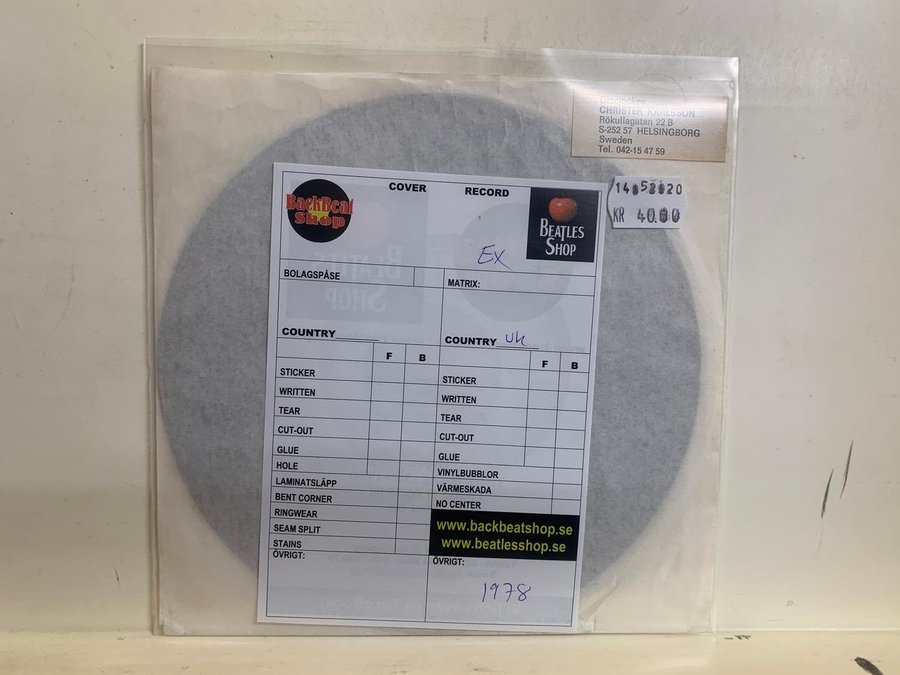 Discjockey
CHRISTER KARLSSON
Rökullagatan 22 B
S-252 57 HELSINGBORG
Sweden
Tel. 042-15 47 59
KR 40.00
BackBeat
Shop
COVER
RECORD
BEATLES
SHOP
Ex
BOLAGSPÅSE
MATRIX:
COUNTRY
COUNTRY UK
F B
F B
STICKER
WRITTEN
TEAR
CUT-OUT
GLUE
HOLE
LAMINATSLÄPP
BENT CORNER
RINGWEAR
SEAM SPLIT
STAINS
ÖVRIGT:
STICKER
WRITTEN
TEAR
CUT-OUT
GLUE
VINYLBUBBLOR
VÄRMESKADA
NO CENTER
www.backbeatshop.se
www.beatlesshop.se
ÖVRIGT:
1978